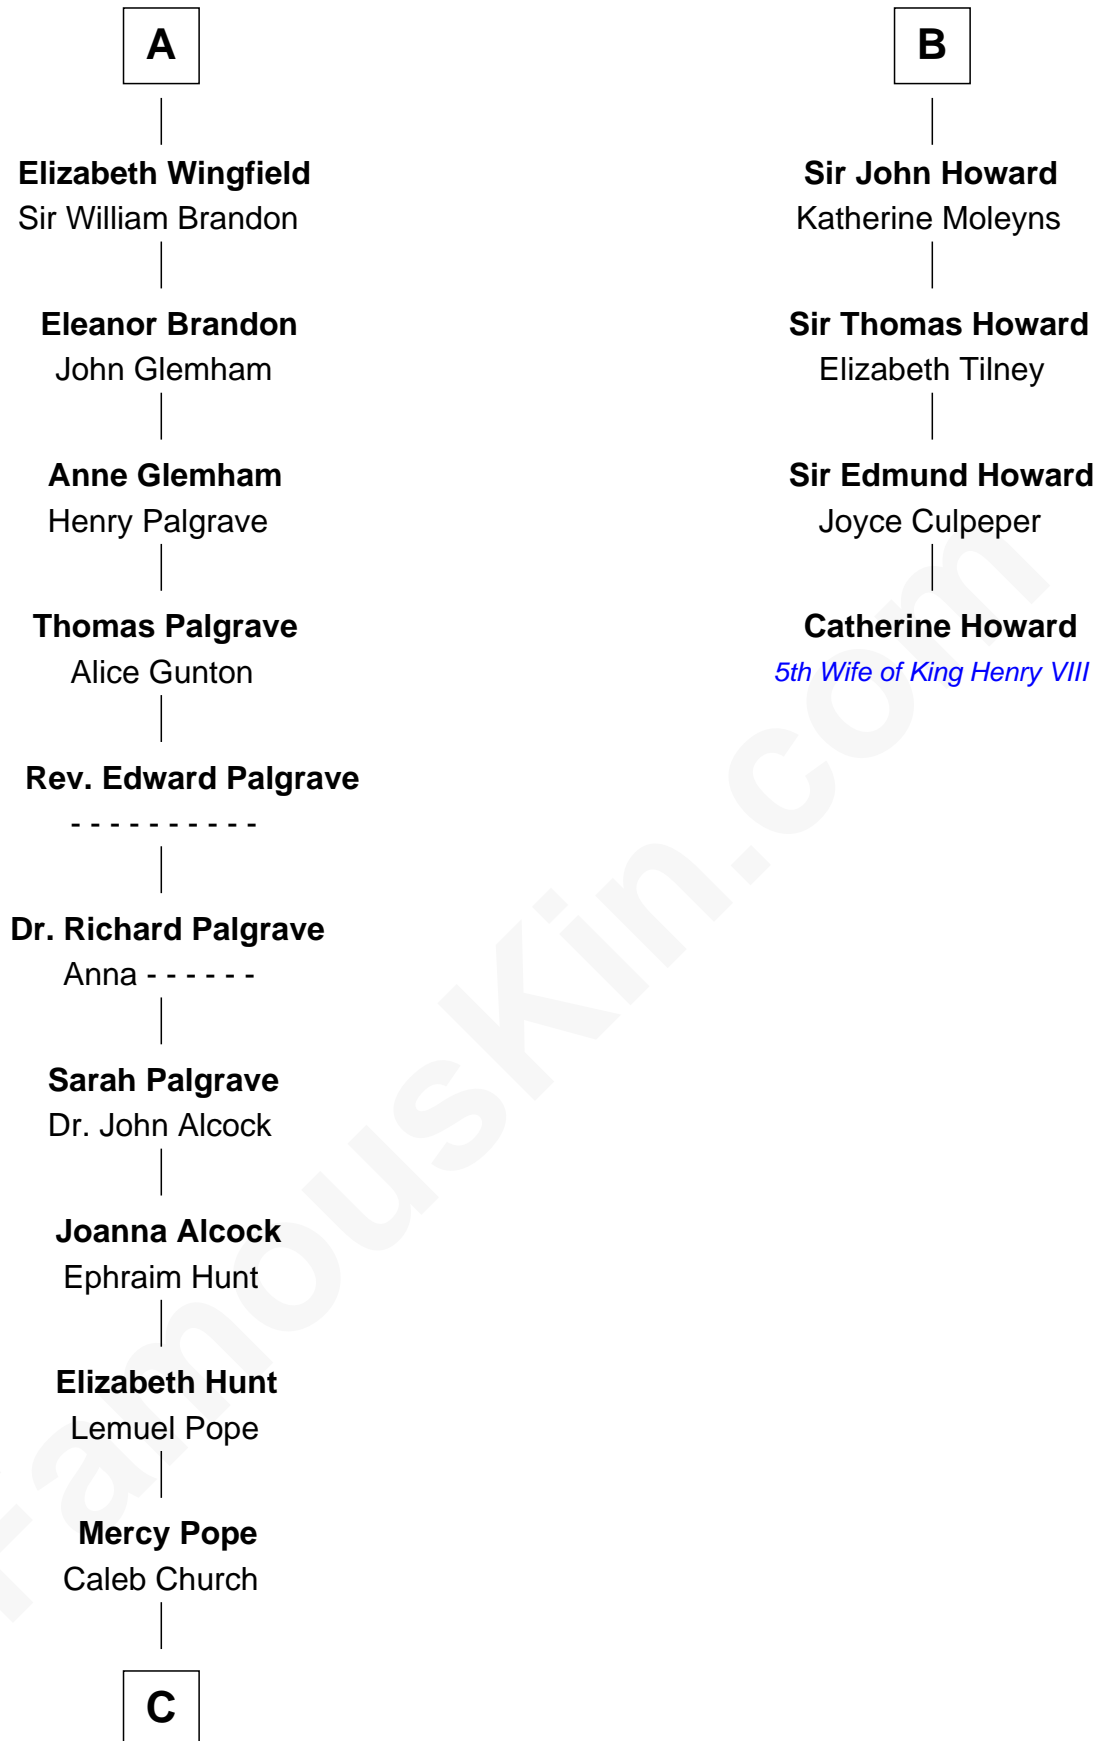 A
Elizabeth Wingfield
Sir William Brandon
Eleanor Brandon
John Glemham
Anne Glemham
Henry Palgrave
Thomas Palgrave
Alice Gunton
Rev. Edward Palgrave
- - - - - - - - - -
Dr. Richard Palgrave
Anna - - - - - -
Sarah Palgrave
Dr. John Alcock
Joanna Alcock
Ephraim Hunt
Elizabeth Hunt
Lemuel Pope
Mercy Pope
Caleb Church
C
B
Sir John Howard
Katherine Moleyns
Sir Thomas Howard
Elizabeth Tilney
Sir Edmund Howard
Joyce Culpeper
Catherine Howard
5th Wife of King Henry VIII
FamousKin.com